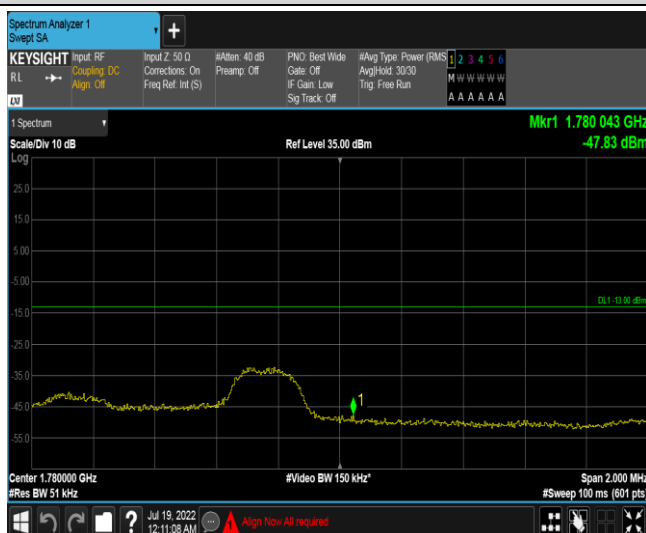 Spectrum Analyzer 1
Swept SA
+
KEYSIGHT Input: RF Input Z: 50 Ω #Atten: 40 dB PNO: Best Wide #Avg Type: Power (RMS 1 2 3 4 5 6
RL Coupling: DC Corrections: On Preamp: Off Gate: Off Avg|Hold: 30/30 M W W W W W
Align: Off Freq Ref: Int (S) IF Gain: Low Trig: Free Run
Sig Track: Off A A A A A A
LXI
1 Spectrum Mkr1 1.780 043 GHz
Scale/Div 10 dB Ref Level 35.00 dBm -47.83 dBm
Log
25.0
15.0
5.00
-5.00
DL1 -13.00 dBm
-15.0
-25.0
-35.0
-45.0
1
-55.0
Center 1.780000 GHz #Video BW 150 kHz* Span 2.000 MHz
#Res BW 51 kHz #Sweep 100 ms (601 pts)
? Jul 19, 2022
12:11:08 AM Align Now All required